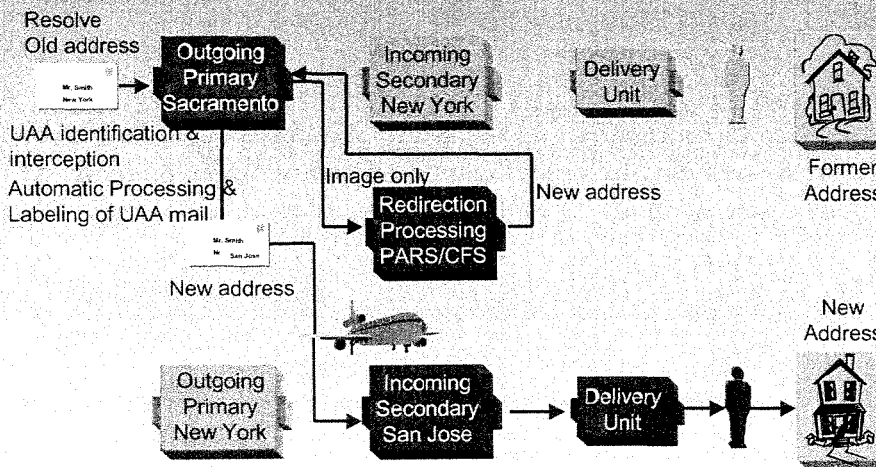 Resolve
Old address
Mr. Smith
New York
Outgoing
Primary
Sacramento
Incoming
Secondary
New York
Delivery
Unit
Former
Address
UAA identification &
interception
Automatic Processing &
Labeling of UAA mail
Image only
New address
Redirection
Processing
PARS/CFS
Mr. Smith
San Jose
New address
New
Address
Outgoing
Primary
New York
Incoming
Secondary
San Jose
Delivery
Unit